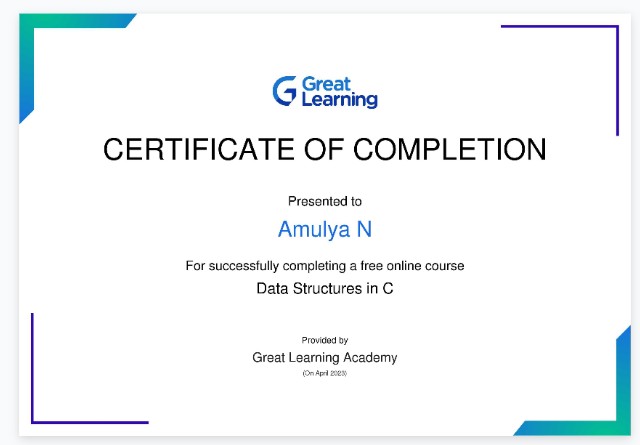 Great
Learning
CERTIFICATE OF COMPLETION
Presented to
Amulya N
For successfully completing a free online course
Data Structures in C
Provided by
Great Learning Academy
(On April 2023)